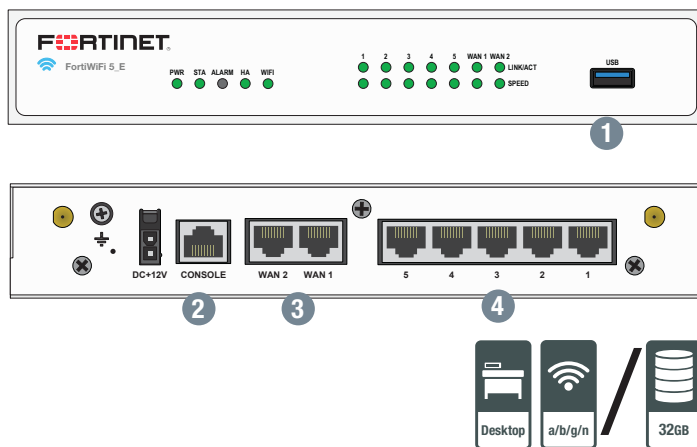 FORTINET.
FortiWiFi 5_E
PWR STA ALARM HA WIFI
1 2 3 4 5 WAN 1 WAN 2
LINK/ACT
SPEED
USB
1
DC+12V CONSOLE WAN 2 WAN 1 5 4 3 2 1
2 3 4
Desktop a/b/g/n 32GB